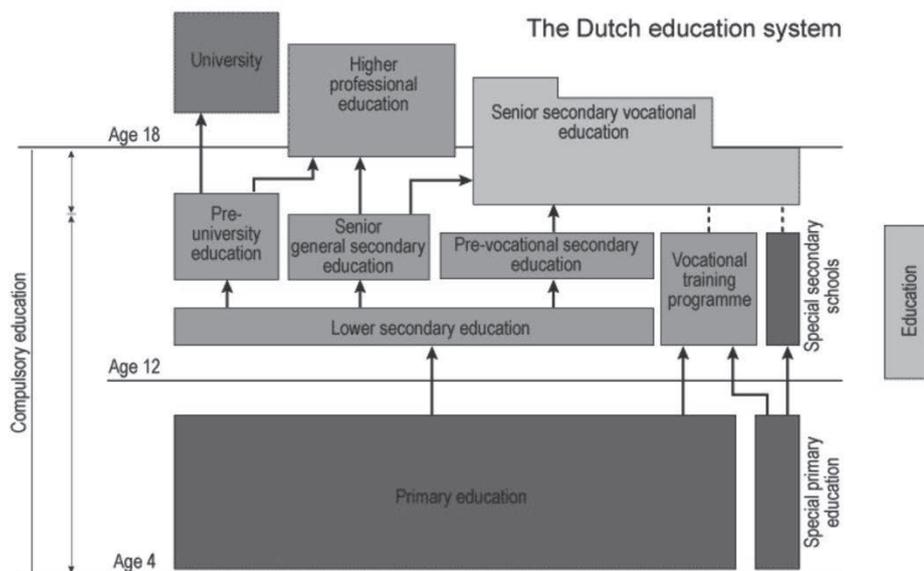 The Dutch education system
University
Higher
professional
education
Senior secondary vocational
education
Age 18
Pre-
university
education
Senior
general secondary
education
Pre-vocational secondary
education
Vocational
training
programme
Special secondary
schools
Lower secondary education
Education
Compulsory education
Age 12
Primary education
Special primary
education
Age 4